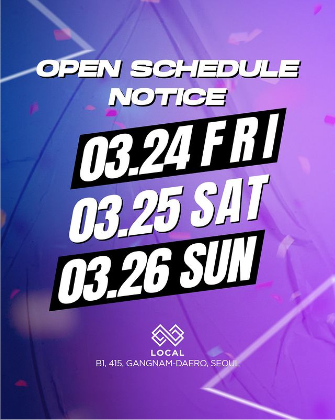 OPEN SCHEDULE
NOTICE
03.24 FRI
03.25 SAT
03.26 SUN
LOCAL
B1, 415, GANGNAM-DAERO, SEOUL